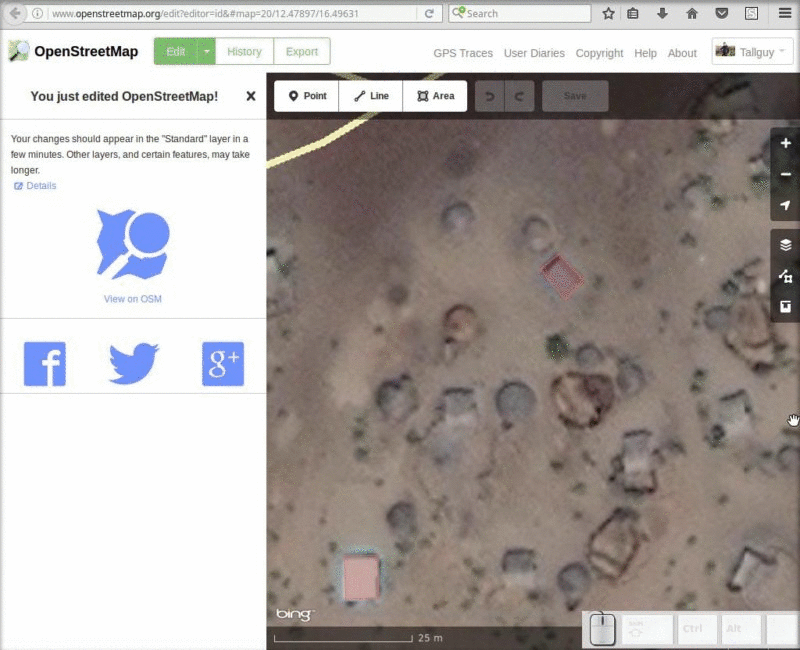 www.openstreetmap.org/edit?editor=id&#map=20/12.47897/16.49631
Search
OpenStreetMap
Edit
History
Export
GPS Traces
User Diaries
Copyright
Help
About
Tallguy
You just edited OpenStreetMap!
Point
Line
Area
Save
Your changes should appear in the "Standard" layer in a
few minutes. Other layers, and certain features, may take
longer.
Details
View on OSM
f
g+
bing
25 m
Ctrl
Alt